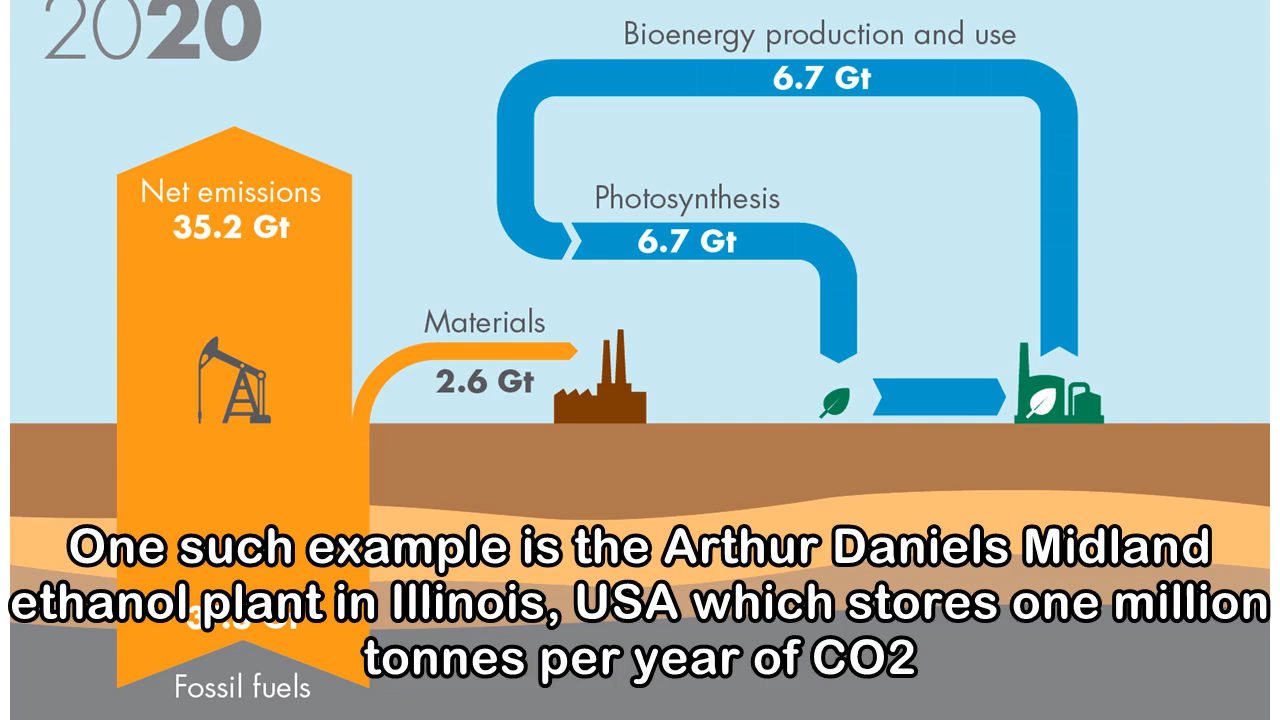 2020
Bioenergy production and use
6.7 Gt
Net emissions
35.2 Gt
Photosynthesis
6.7 Gt
Materials
2.6 Gt
One such example is the Arthur Daniels Midland
ethanol plant in Illinois, USA which stores one million
tonnes per year of CO2
Fossil fuels